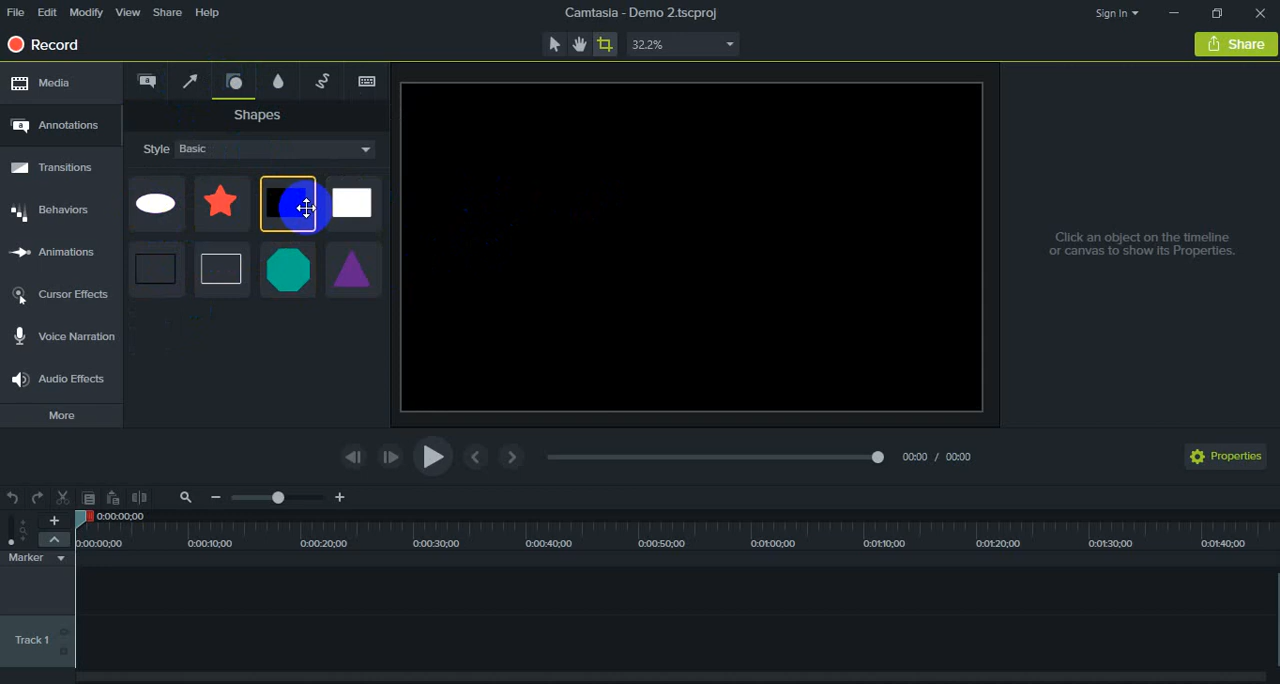 File Edit Modify View Share Help
Camtasia - Demo 2.tscproj
Sign In
Record
32.2%
Share
Media
Annotations
Transitions
Behaviors
Animations
Cursor Effects
Voice Narration
Audio Effects
More
a
Shapes
Style Basic
Click an object on the timeline
or canvas to show its Properties.
00:00 / 00:00
Properties
0:00:00;00
0:00:00;00 0:00:10;00 0:00:20;00 0:00:30;00 0:00:40;00 0:00:50;00 0:01:00;00 0:01:10;00 0:01:20;00 0:01:30;00 0:01:40;00
Marker
Track 1